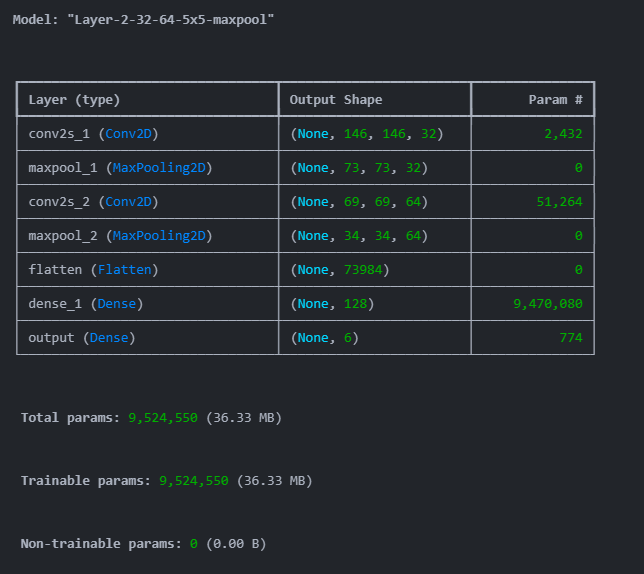 Model: "Layer-2-32-64-5x5-maxpool"
Layer (type) Output Shape Param #
conv2s_1 (Conv2D) (None, 146, 146, 32) 2,432
maxpool_1 (MaxPooling2D) (None, 73, 73, 32) 0
conv2s_2 (Conv2D) (None, 69, 69, 64) 51,264
maxpool_2 (MaxPooling2D) (None, 34, 34, 64) 0
flatten (Flatten) (None, 73984) 0
dense_1 (Dense) (None, 128) 9,470,080
output (Dense) (None, 6) 774
Total params: 9,524,550 (36.33 MB)
Trainable params: 9,524,550 (36.33 MB)
Non-trainable params: 0 (0.00 B)